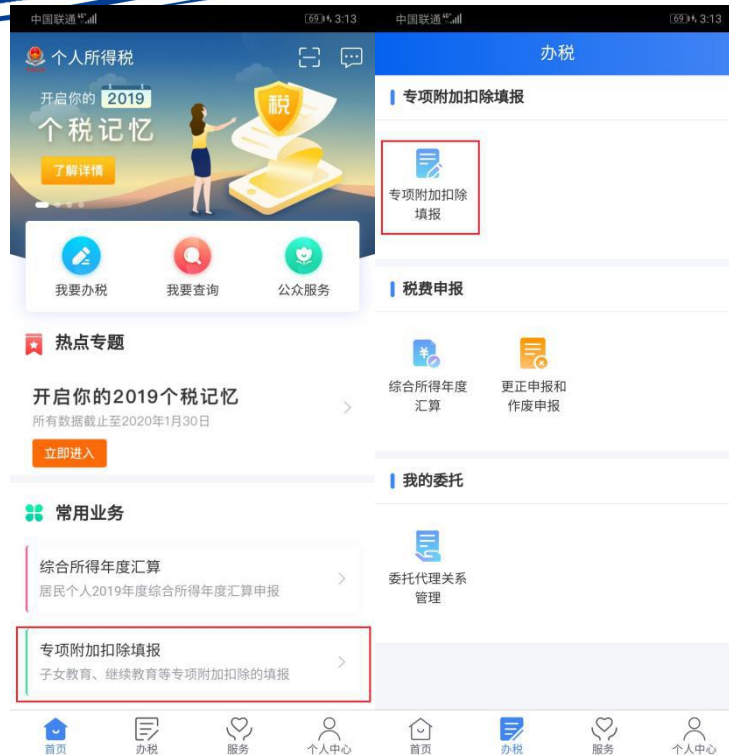 中国联通 69 3:13
个人所得税
开启你的 2019
个税记忆
税
了解详情
我要办税 我要查询 公众服务
热点专题
开启你的2019个税记忆
所有数据截止至2020年1月30日
立即进入
常用业务
综合所得年度汇算
居民个人2019年度综合所得年度汇算申报
专项附加扣除填报
子女教育、继续教育等专项附加扣除的填报
首页 办税 服务 个人中心
中国联通 69 3:13
办税
专项附加扣除填报
专项附加扣除
填报
税费申报
综合所得年度 更正申报和
汇算 作废申报
我的委托
委托代理关系
管理
首页 办税 服务 个人中心